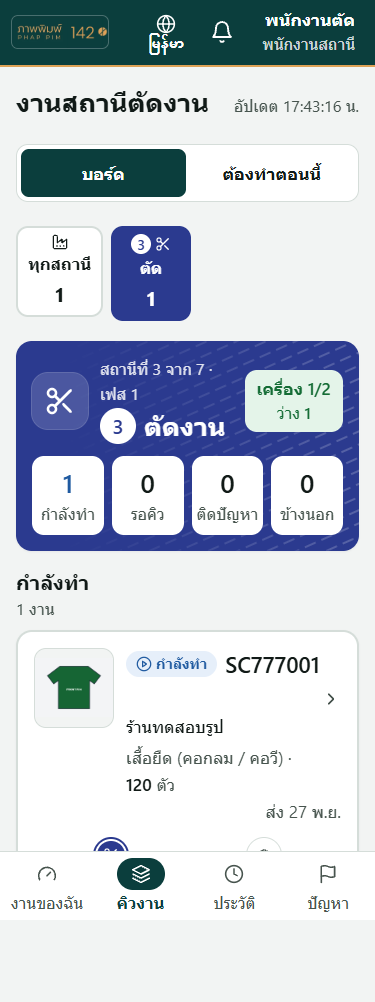 ภาพพิมพ์ 142
PHAP PIM
မြန်မာ
พนักงานตัด
พนักงานสถานี
งานสถานีตัดงาน
อัปเดต 17:43:16 น.
บอร์ด
ต้องทำตอนนี้
ทุกสถานี
1
3
ตัด
1
สถานีที่ 3 จาก 7 ·
เฟส 1
3 ตัดงาน
เครื่อง 1/2
ว่าง 1
1
กำลังทำ
0
รอคิว
0
ติดปัญหา
0
ข้างนอก
กำลังทำ
1 งาน
กำลังทำ SC777001
ร้านทดสอบรูป
เสื้อยืด (คอกลม / คอวี) ·
120 ตัว
ส่ง 27 พ.ย.
งานของฉัน
คิวงาน
ประวัติ
ปัญหา